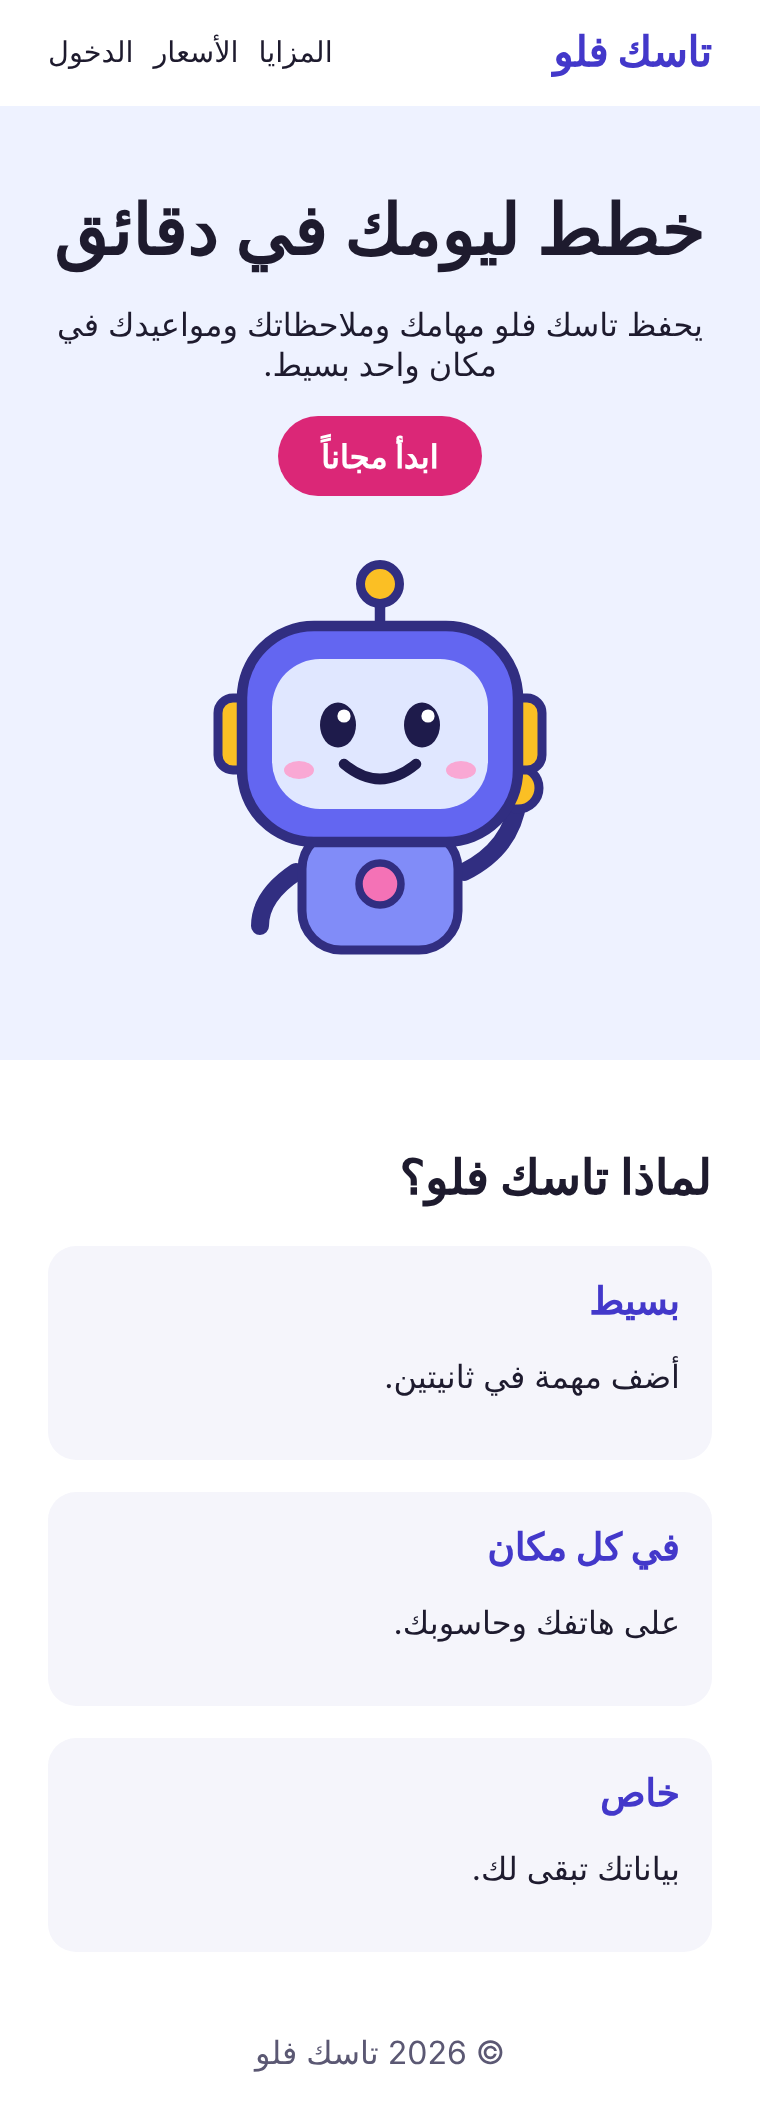 تاسك فلو
المزايا الأسعار الدخول
خطط ليومك في دقائق
يحفظ تاسك فلو مهامك وملاحظاتك ومواعيدك في
مكان واحد بسيط.
ابدأ مجاناً
لماذا تاسك فلو؟
بسيط
أضف مهمة في ثانيتين.
في كل مكان
على هاتفك وحاسوبك.
خاص
بياناتك تبقى لك.
© 2026 تاسك فلو